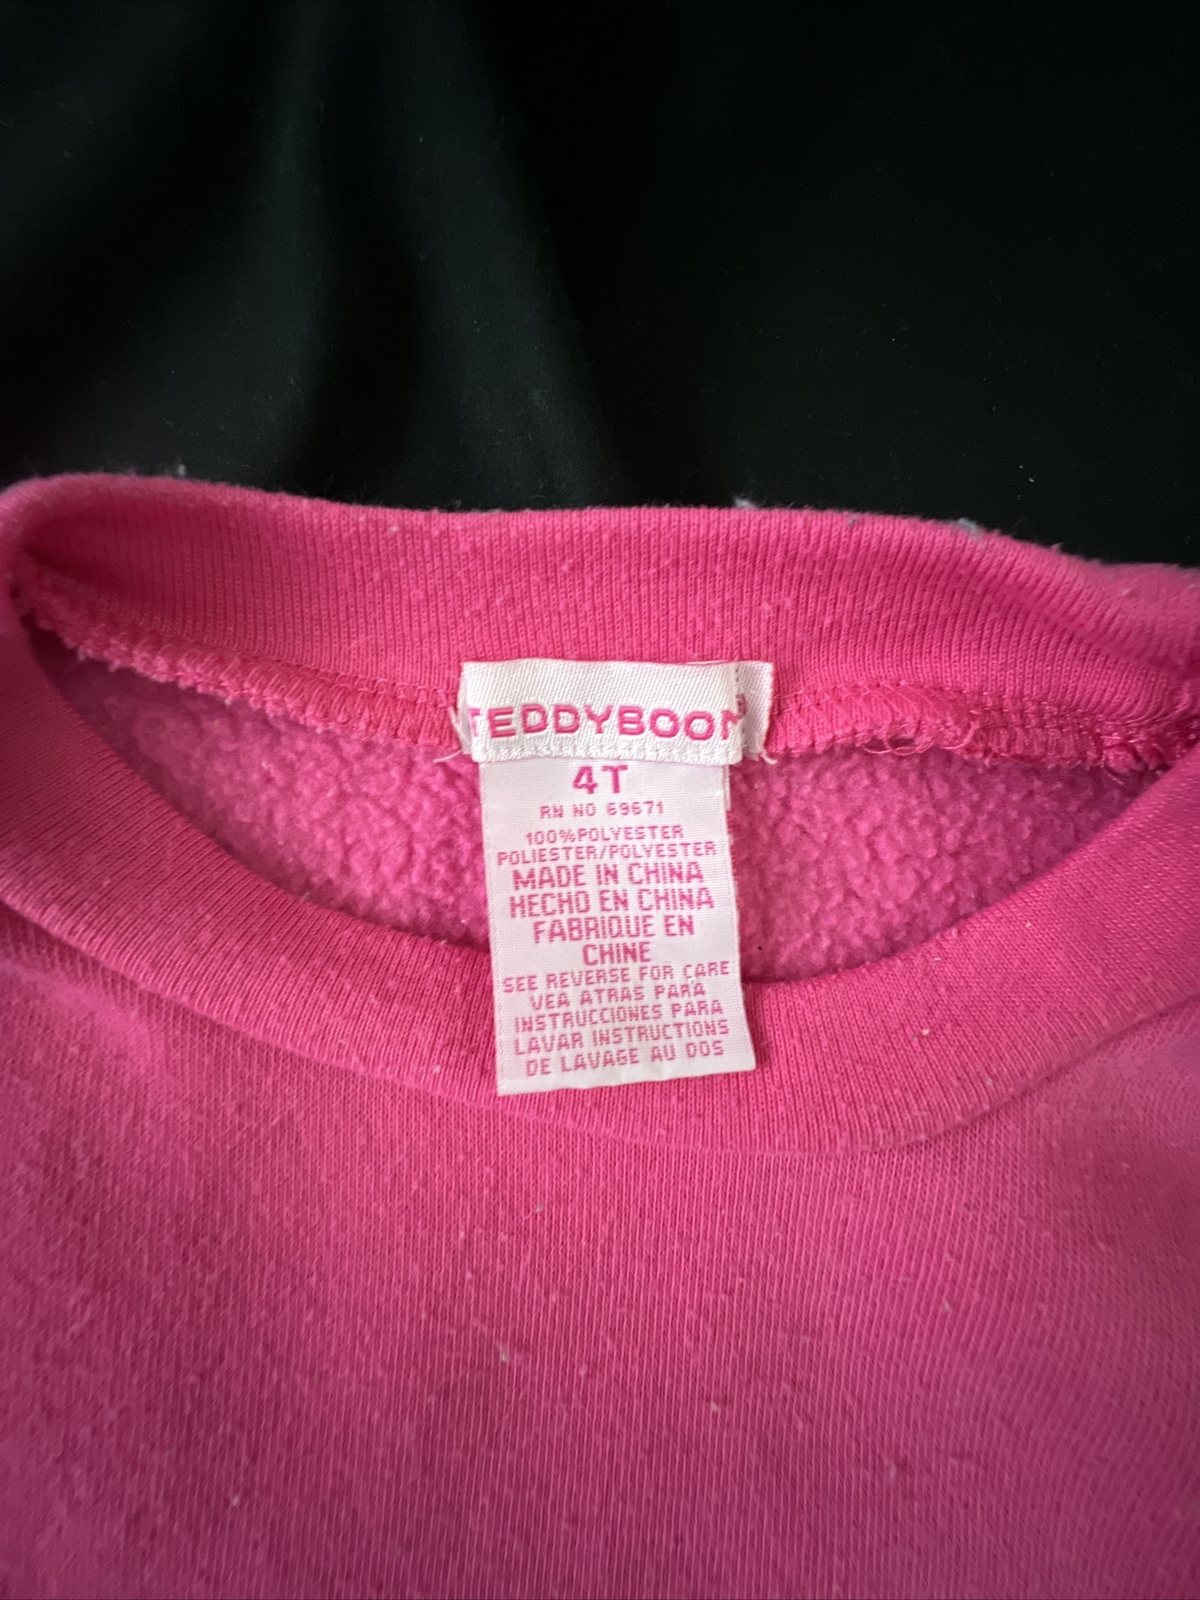 TEDDYBOOM
4T
RN NO 69671
100%POLYESTER
POLIESTER/POLYESTER
MADE IN CHINA
HECHO EN CHINA
FABRIQUE EN
CHINE
SEE REVERSE FOR CARE
VEA ATRAS PARA
INSTRUCCIONES PARA
LAVAR INSTRUCTIONS
DE LAVAGE AU DOS